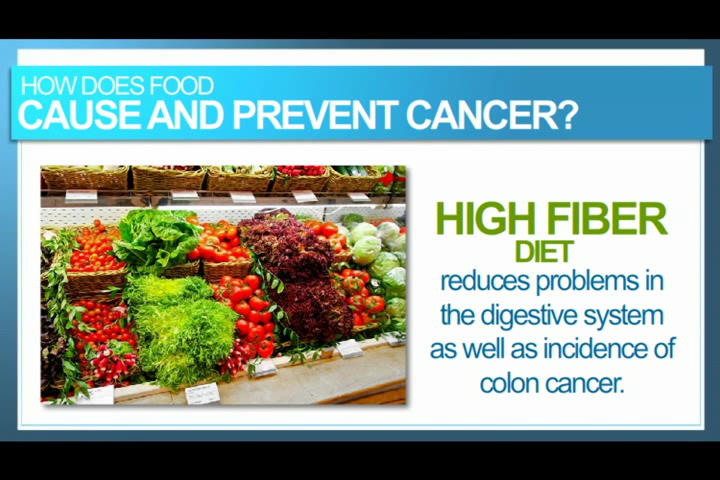 HOW DOES FOOD
CAUSE AND PREVENT CANCER?
HIGH FIBER
DIET
reduces problems in
the digestive system
as well as incidence of
colon cancer.